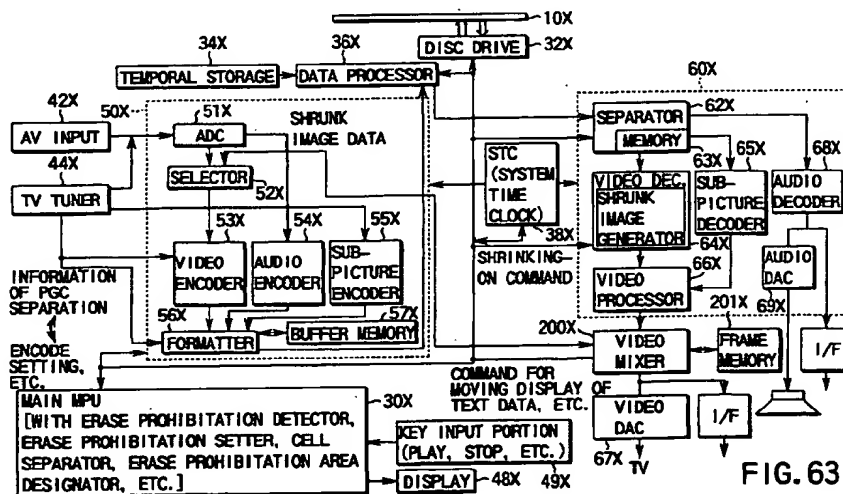 10X
34X
36X
DISC DRIVE
32X
TEMPORAL STORAGE
DATA PROCESSOR
60X
42X
50X
51X
SHRUNK
IMAGE DATA
AV INPUT
ADC
SEPARATOR
62X
MEMORY
44X
SELECTOR
52X
STC
(SYSTEM
TIME
CLOCK)
38X
63X
65X
68X
TV TUNER
VIDEO DEC.
SHRUNK
IMAGE
GENERATOR
64X
SUB-
PICTURE
DECODER
AUDIO
DECODER
53X
54X
55X
VIDEO
ENCODER
AUDIO
ENCODER
SUB-
PICTURE
ENCODER
SHRINKING-
ON COMMAND
VIDEO
PROCESSOR
66X
AUDIO
DAC
69X
INFORMATION
OF PGC
SEPARATION
56X
57X
FORMATTER
BUFFER MEMORY
200X
201X
VIDEO
MIXER
FRAME
MEMORY
I/F
ENCODE
SETTING,
ETC.
COMMAND FOR
MOVING DISPLAY OF
TEXT DATA, ETC.
MAIN MPU
30X
[WITH ERASE PROHIBITATION DETECTOR,
ERASE PROHIBITATION SETTER, CELL
SEPARATOR, ERASE PROHIBITATION AREA
DESIGNATOR, ETC.]
KEY INPUT PORTION
(PLAY, STOP, ETC.)
49X
DISPLAY
48X
VIDEO
DAC
67X
I/F
TV
FIG. 63